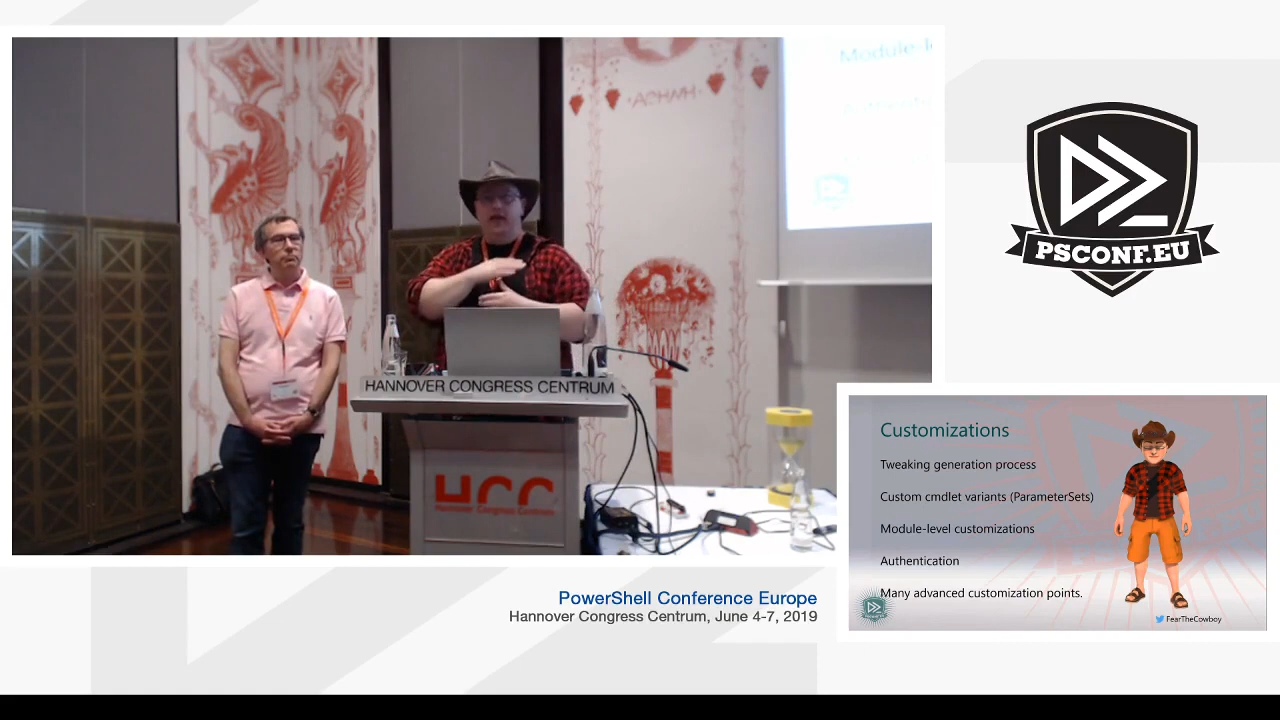 Module-l
HANNOVER CONGRESS CENTRUM
HCC
Hannover Congress Centrum
PSCONF.EU
Customizations
Tweaking generation process
Custom cmdlet variants (ParameterSets)
Module-level customizations
Authentication
Many advanced customization points.
FearTheCowboy
PowerShell Conference Europe
Hannover Congress Centrum, June 4-7, 2019